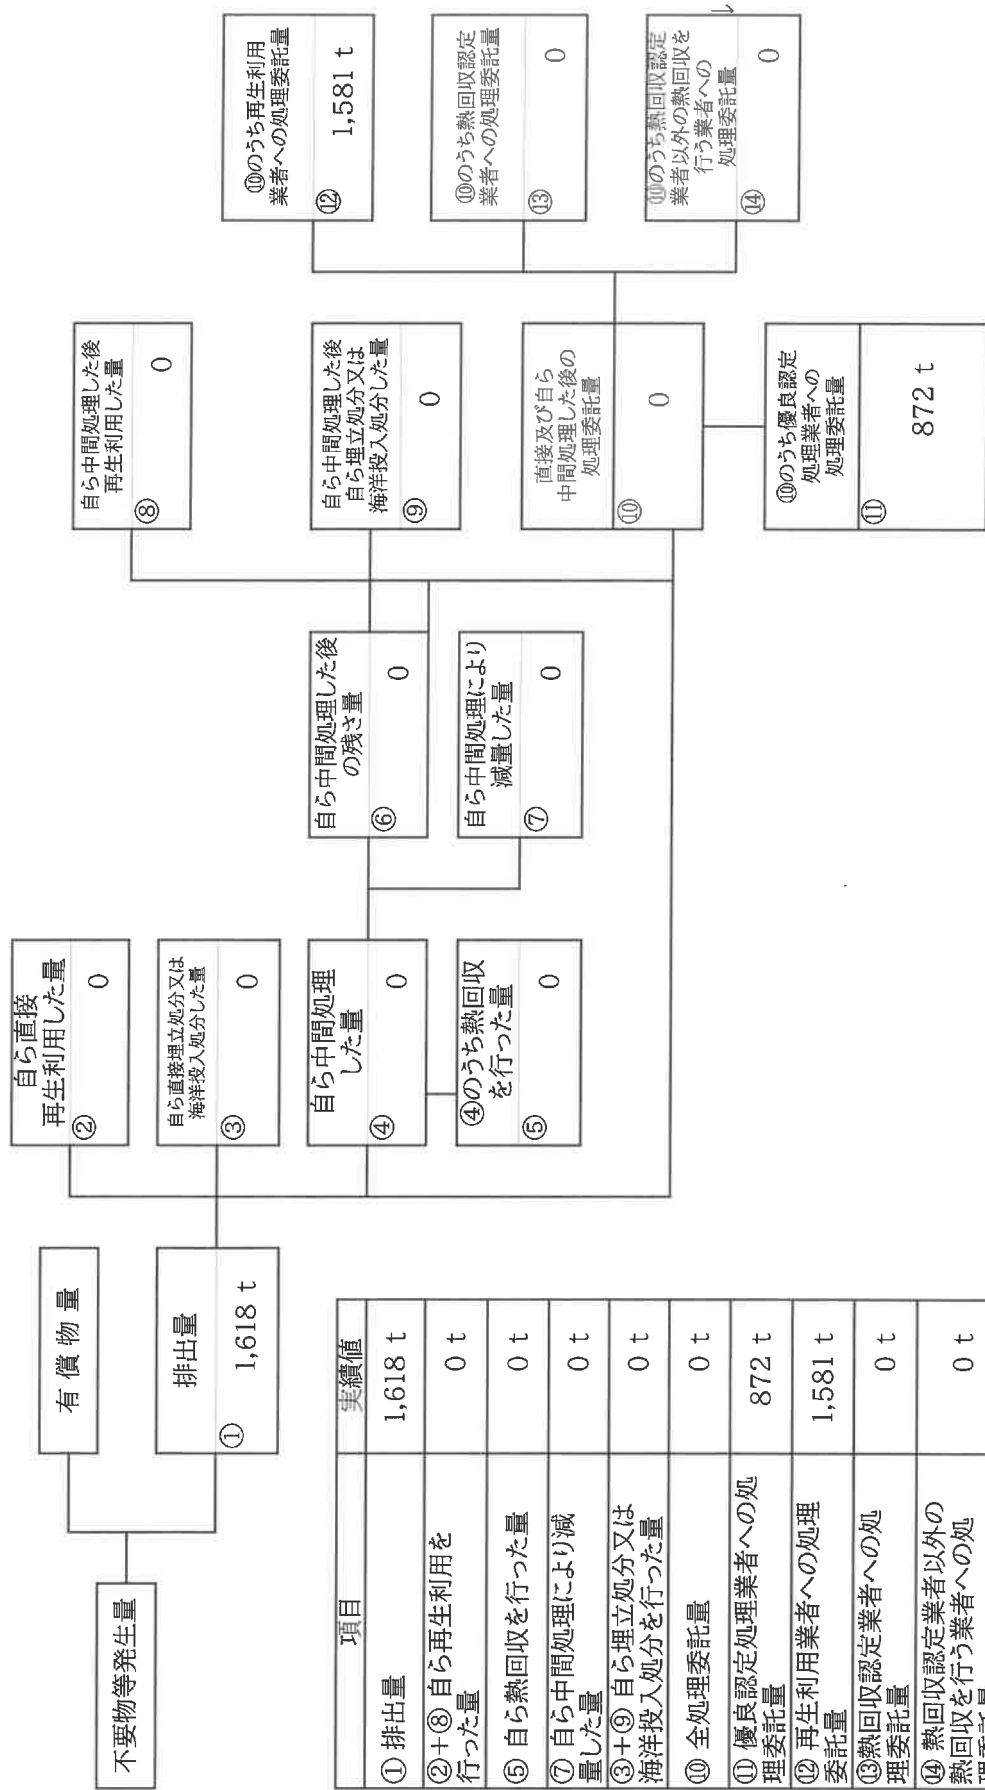 不要物等発生量
有 償 物 量
排出量
①
1,618 t
自ら直接
再生利用した量
②
0
自ら直接埋立処分又は
海洋投入処分した量
③
0
自ら中間処理
した量
④
0
④のうち熱回収
を行った量
⑤
0
自ら中間処理した後
の残さ量
⑥
0
自ら中間処理により
減量した量
⑦
0
自ら中間処理した後
再生利用した量
⑧
0
自ら中間処理した後
自ら埋立処分又は
海洋投入処分した量
⑨
0
直接及び自ら
中間処理した後の
処理委託量
⑩
0
⑩のうち優良認定
処理業者への
処理委託量
⑪
872 t
⑩のうち再生利用
業者への処理委託量
⑫
1,581 t
⑩のうち熱回収認定
業者への処理委託量
⑬
0
⑩のうち熱回収認定
業者以外の熱回収を
行う業者への
処理委託量
⑭
0
項目
実績値
① 排出量
1,618 t
②+⑧ 自ら再生利用を
行った量
0 t
⑤ 自ら熱回収を行った量
0 t
⑦ 自ら中間処理により減
量した量
0 t
③+⑨ 自ら埋立処分又は
海洋投入処分を行った量
0 t
⑩ 全処理委託量
0 t
⑪ 優良認定処理業者への処
理委託量
872 t
⑫ 再生利用業者への処理
委託量
1,581 t
⑬熱回収認定業者への処
理委託量
0 t
⑭ 熱回収認定業者以外の
熱回収を行う業者への処
理委託量
0 t